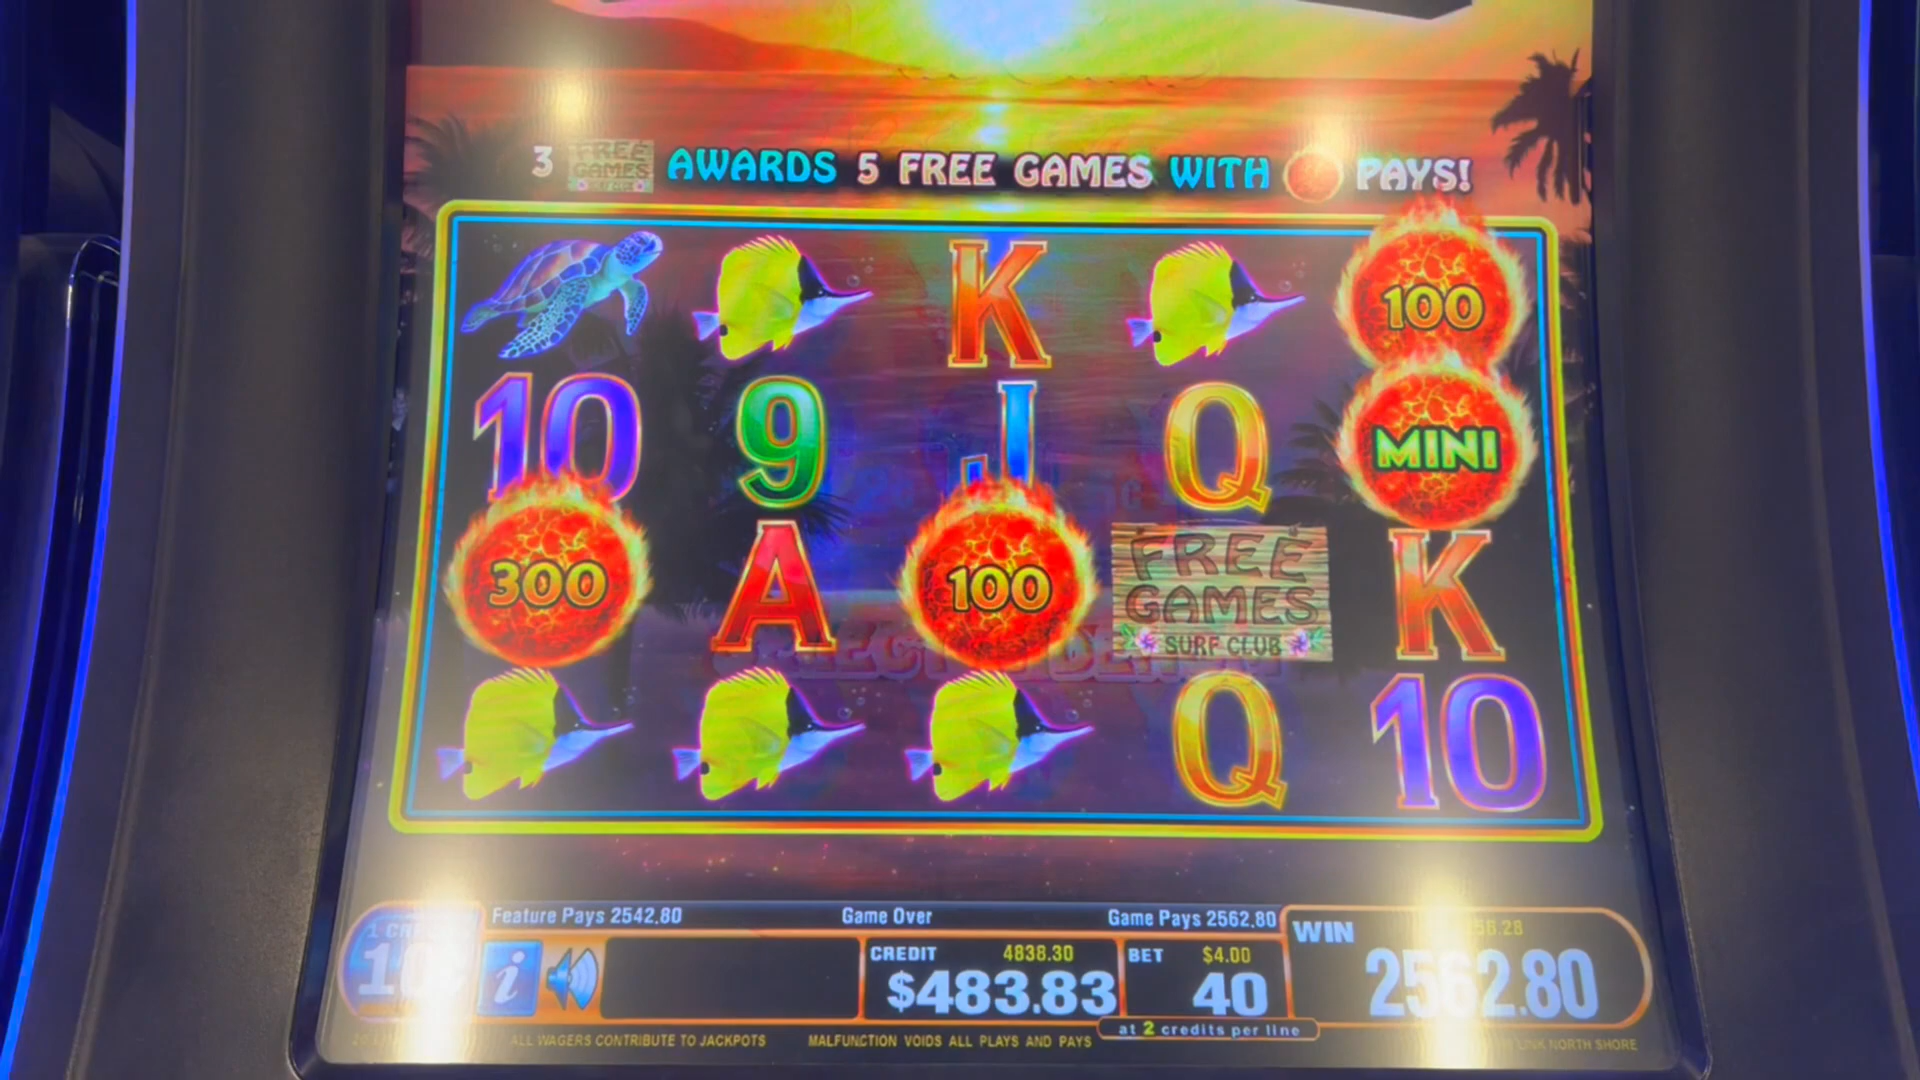 3 FREE GAMES AWARDS 5 FREE GAMES WITH PAYS!
K
100
10 9 J Q MINI
300 A 100 FREE GAMES SURF CLUB K
Q 10
Feature Pays 2542.80 Game Over Game Pays 2562.80
WIN
CREDIT 4838.30
$483.83
BET $4.00
40
2562.80
at 2 credits per line
ALL WAGERS CONTRIBUTE TO JACKPOTS MALFUNCTION VOIDS ALL PLAYS AND PAYS LINK NORTH SHORE